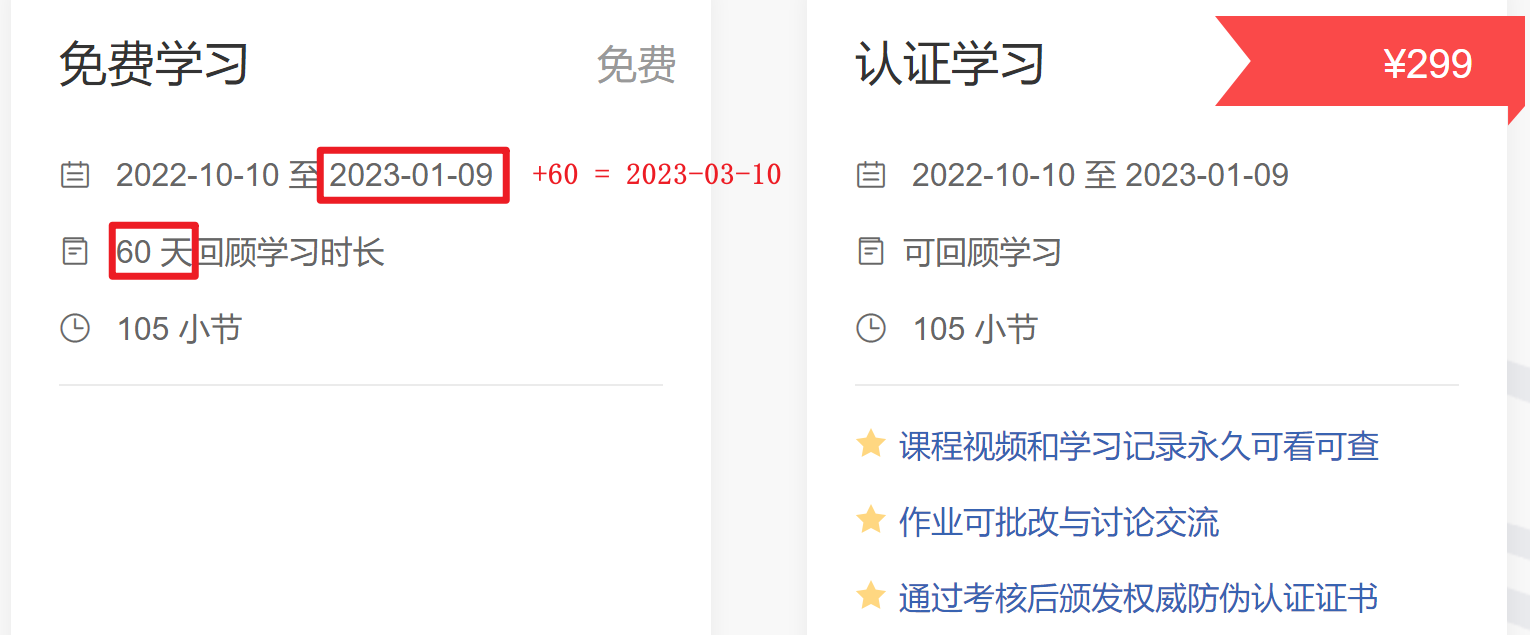 免费学习 免费
2022-10-10 至 2023-01-09 +60 = 2023-03-10
60 天回顾学习时长
105 小节
认证学习 ¥299
2022-10-10 至 2023-01-09
可回顾学习
105 小节
课程视频和学习记录永久可看可查
作业可批改与讨论交流
通过考核后颁发权威防伪认证证书